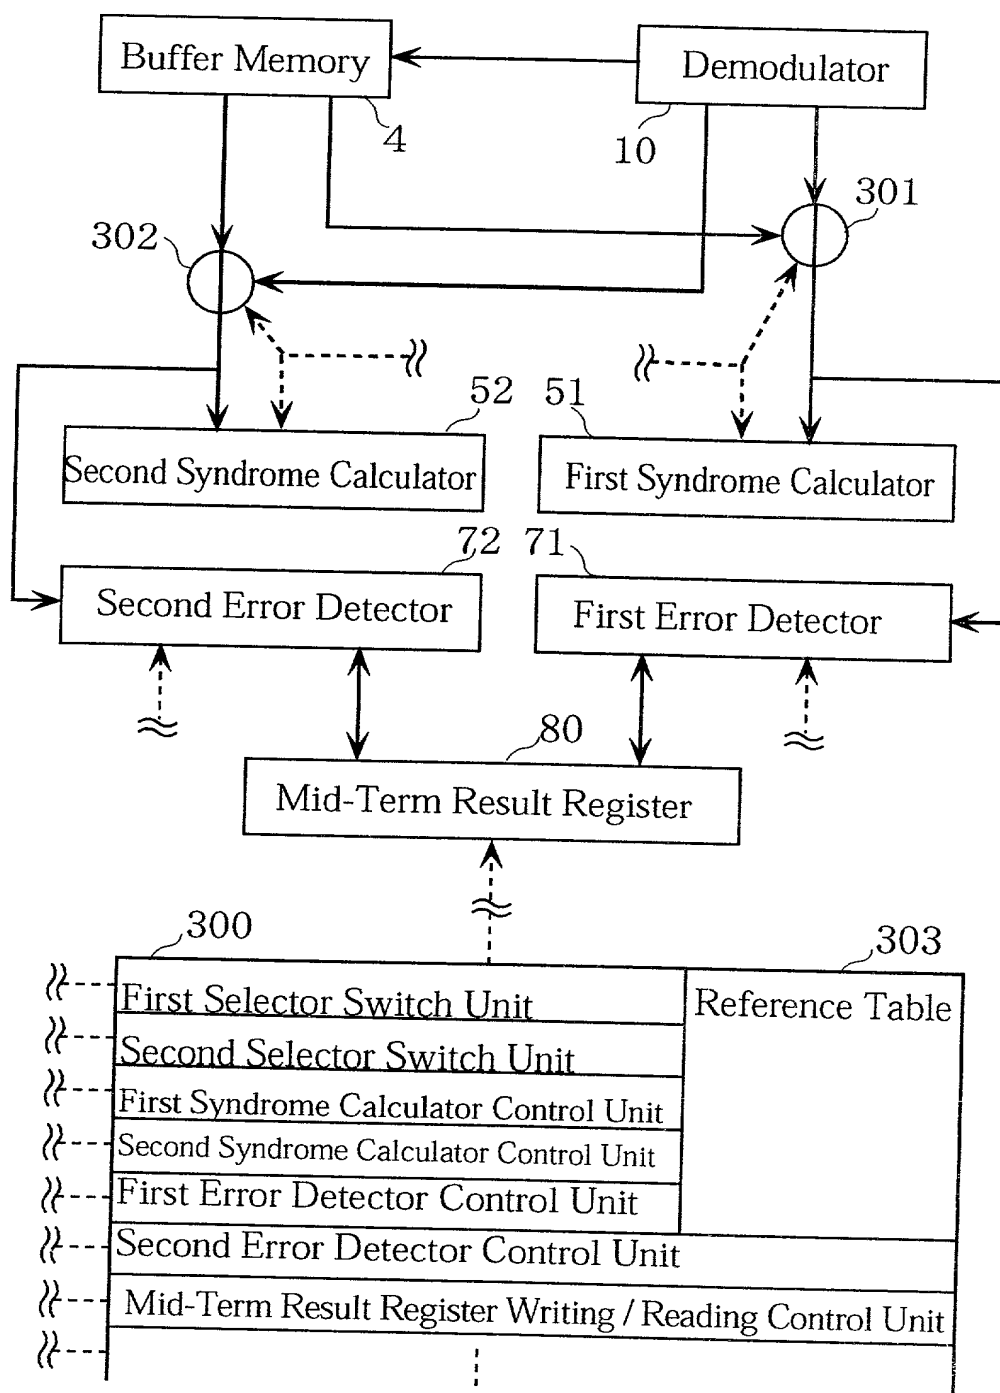 Buffer Memory
Demodulator
4
10
301
302
52
51
Second Syndrome Calculator
First Syndrome Calculator
72
71
Second Error Detector
First Error Detector
80
Mid-Term Result Register
300
303
First Selector Switch Unit
Reference Table
Second Selector Switch Unit
First Syndrome Calculator Control Unit
Second Syndrome Calculator Control Unit
First Error Detector Control Unit
Second Error Detector Control Unit
Mid-Term Result Register Writing / Reading Control Unit